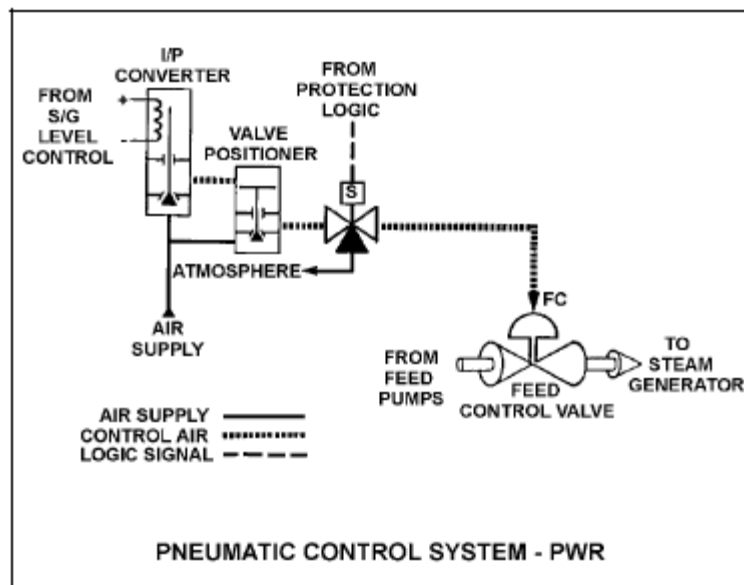 I/P
CONVERTER
FROM
S/G
LEVEL
CONTROL
+
-
VALVE
POSITIONER
FROM
PROTECTION
LOGIC
S
ATMOSPHERE
AIR
SUPPLY
FC
FROM
FEED
PUMPS
FEED
CONTROL VALVE
TO
STEAM
GENERATOR
AIR SUPPLY
CONTROL AIR
LOGIC SIGNAL
PNEUMATIC CONTROL SYSTEM - PWR